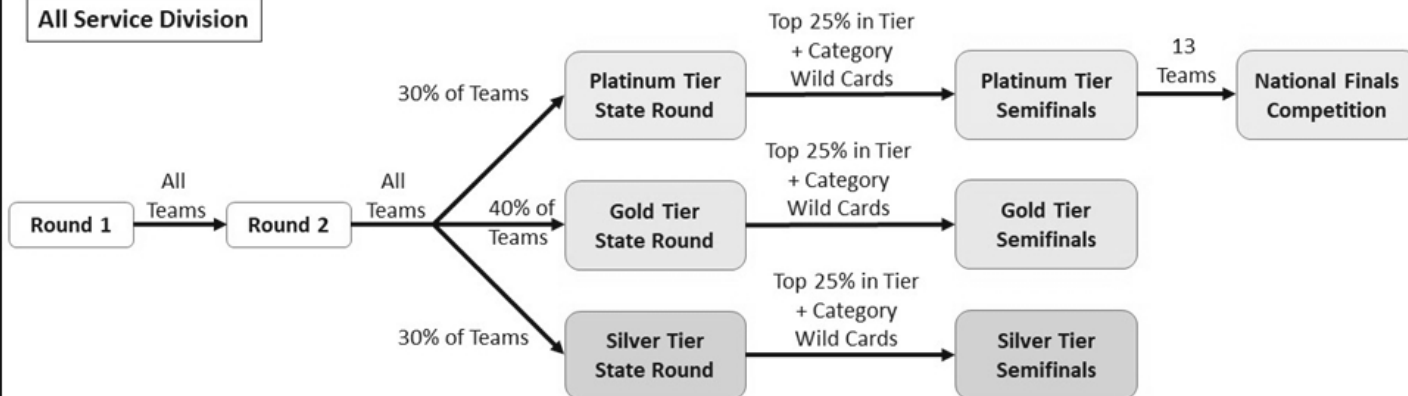 All Service Division
Round 1
All
Teams
Round 2
All
Teams
30% of Teams
40% of
Teams
30% of Teams
Platinum Tier
State Round
Top 25% in Tier
+ Category
Wild Cards
Platinum Tier
Semifinals
13
Teams
National Finals
Competition
Gold Tier
State Round
Top 25% in Tier
+ Category
Wild Cards
Gold Tier
Semifinals
Silver Tier
State Round
Top 25% in Tier
+ Category
Wild Cards
Silver Tier
Semifinals